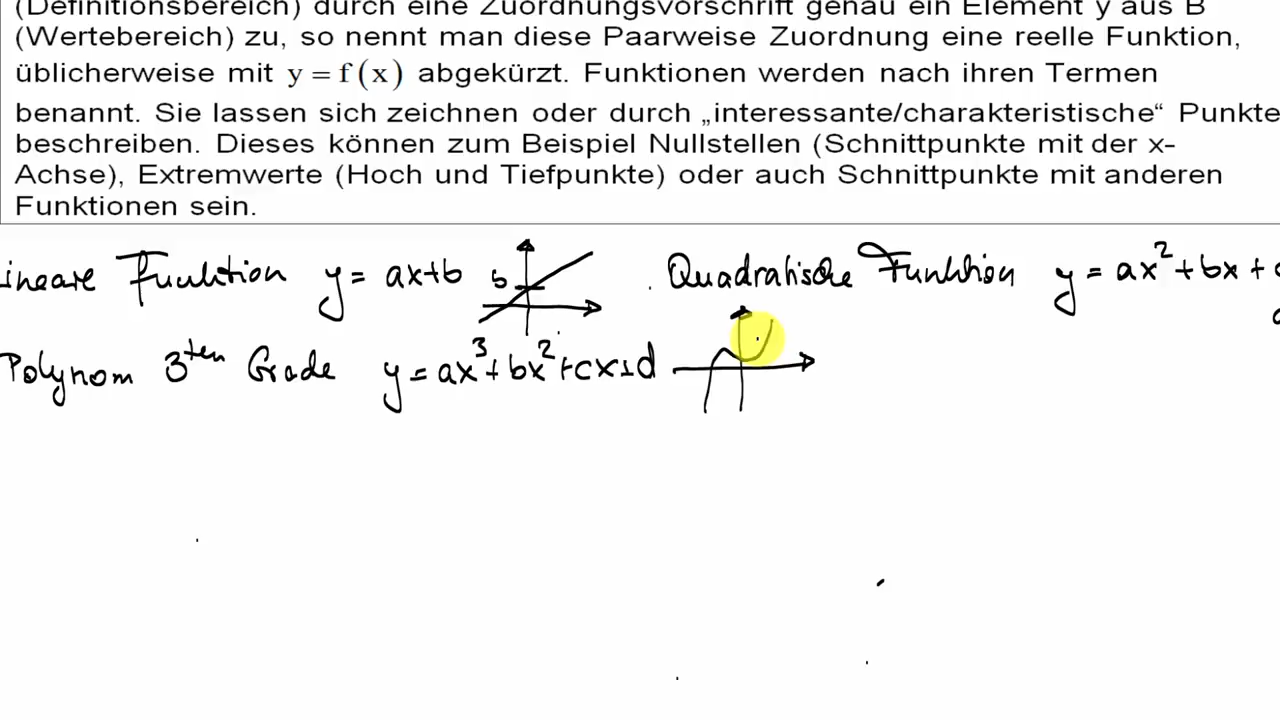 (Definitionsbereich) durch eine Zuordnungsvorschrift genau ein Element y aus B
(Wertebereich) zu, so nennt man diese Paarweise Zuordnung eine reelle Funktion,
üblicherweise mit y = f(x) abgekürzt. Funktionen werden nach ihren Termen
benannt. Sie lassen sich zeichnen oder durch „interessante/charakteristische“ Punkte
beschreiben. Dieses können zum Beispiel Nullstellen (Schnittpunkte mit der x-
Achse), Extremwerte (Hoch und Tiefpunkte) oder auch Schnittpunkte mit anderen
Funktionen sein.
Lineare Funktion y = ax+b b Quadratische Funktion y = ax² + bx +
Polynom 3ten Grade y = ax³ + bx² + cx + d